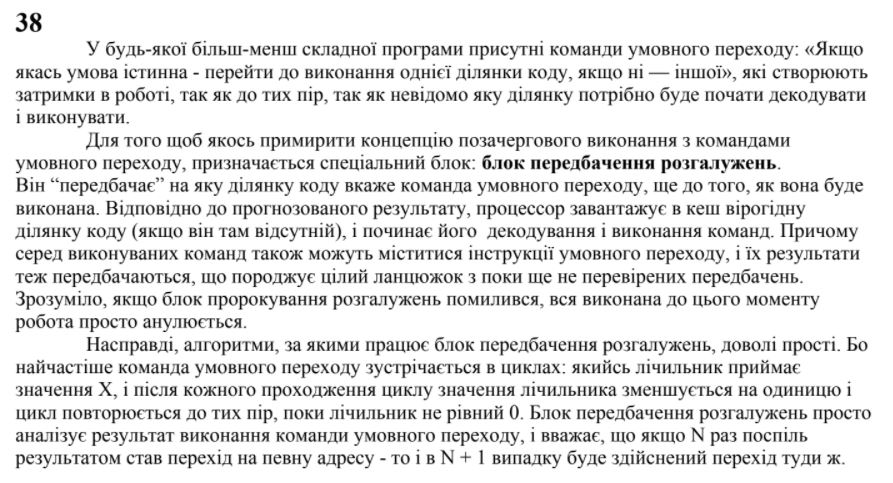 38
У будь-якої більш-менш складної програми присутні команди умовного переходу: «Якщо
якась умова істинна - перейти до виконання однієї ділянки коду, якщо ні — іншої», які створюють
затримки в роботі, так як до тих пір, так як невідомо яку ділянку потрібно буде почати декодувати
і виконувати.
Для того щоб якось примирити концепцію позачергового виконання з командами
умовного переходу, призначається спеціальний блок: блок передбачення розгалужень.
Він “передбачає” на яку ділянку коду вкаже команда умовного переходу, ще до того, як вона буде
виконана. Відповідно до прогнозованого результату, процессор завантажує в кеш вірогідну
ділянку коду (якщо він там відсутній), і починає його декодування і виконання команд. Причому
серед виконуваних команд також можуть міститися інструкції умовного переходу, і їх результати
теж передбачаються, що породжує цілий ланцюжок з поки ще не перевірених передбачень.
Зрозуміло, якщо блок пророкування розгалужень помилився, вся виконана до цього моменту
робота просто анулюється.
Насправді, алгоритми, за якими працює блок передбачення розгалужень, доволі прості. Бо
найчастіше команда умовного переходу зустрічається в циклах: якийсь лічильник приймає
значення X, і після кожного проходження циклу значення лічильника зменшується на одиницю і
цикл повторюється до тих пір, поки лічильник не рівний 0. Блок передбачення розгалужень просто
аналізує результат виконання команди умовного переходу, і вважає, що якщо N раз поспіль
результатом став перехід на певну адресу - то і в N + 1 випадку буде здійснений перехід туди ж.